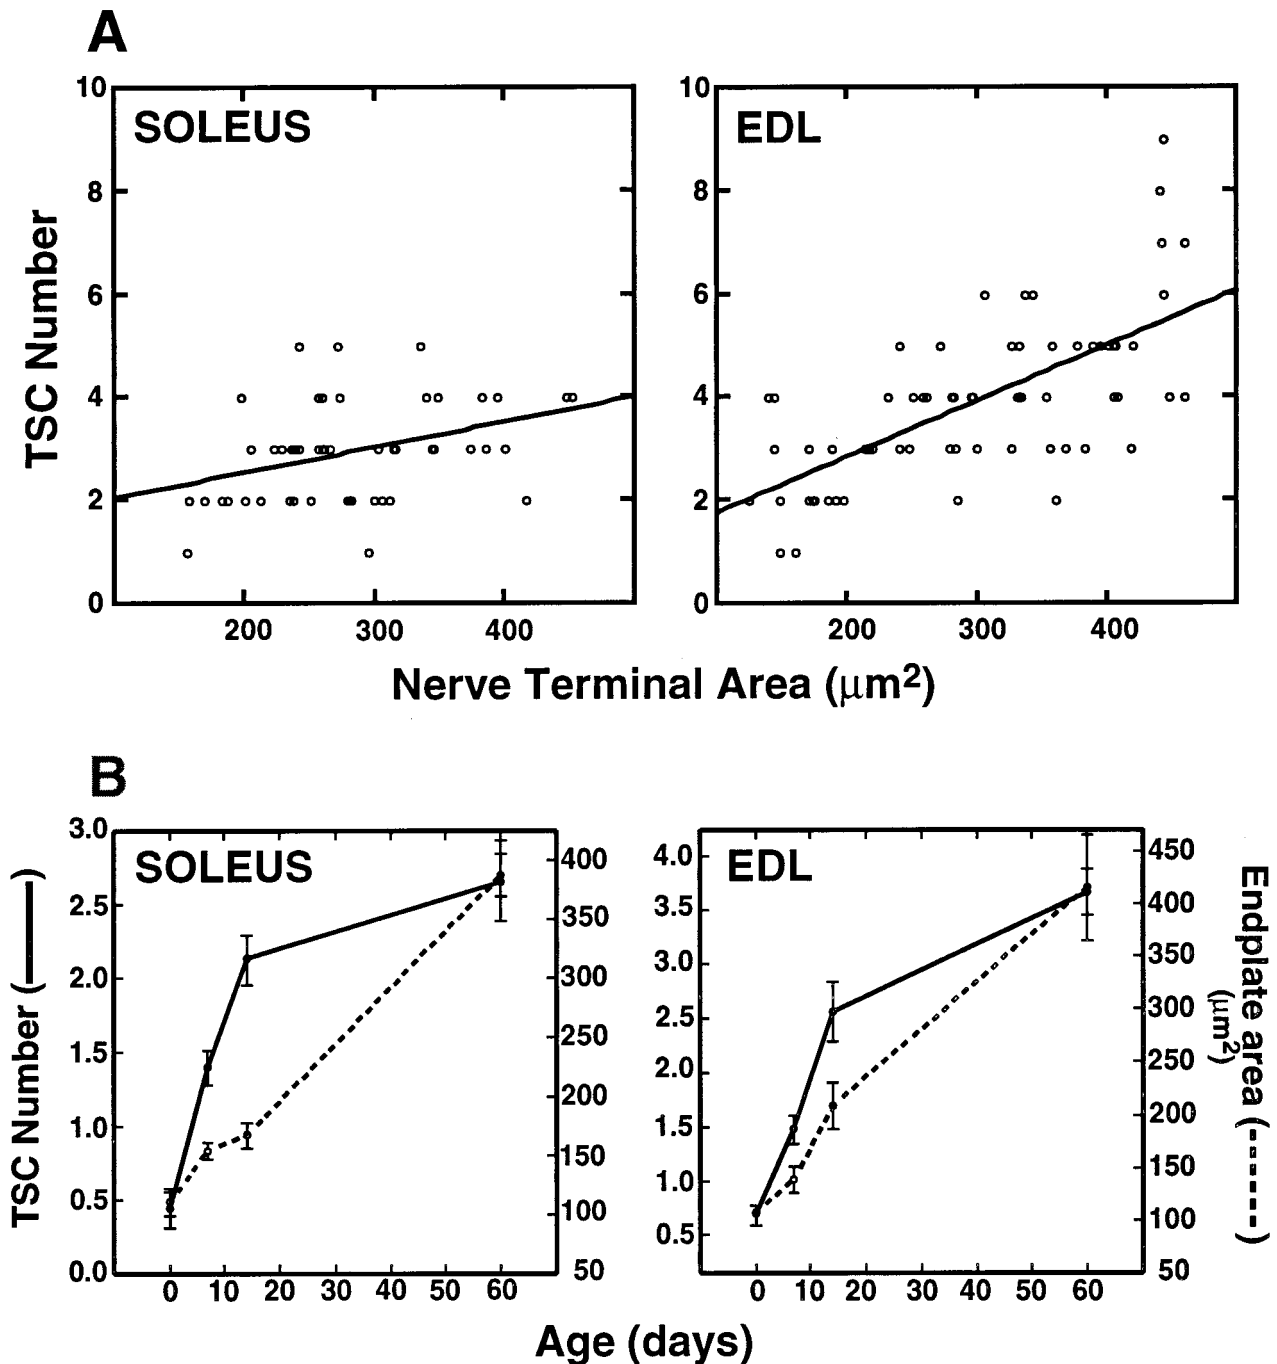 A
SOLEUS
EDL
TSC Number
10
8
6
4
2
0
200 300 400
10
8
6
4
2
0
200 300 400
Nerve Terminal Area (μm²)
B
SOLEUS
EDL
TSC Number (——)
3.0
2.5
2.0
1.5
1.0
0.5
0.0
400
350
300
250
200
150
100
50
0 10 20 30 40 50 60
4.0
3.5
3.0
2.5
2.0
1.5
1.0
0.5
450
400
350
300
250
200
150
100
50
0 10 20 30 40 50 60
Endplate area (------)
(μm²)
Age (days)